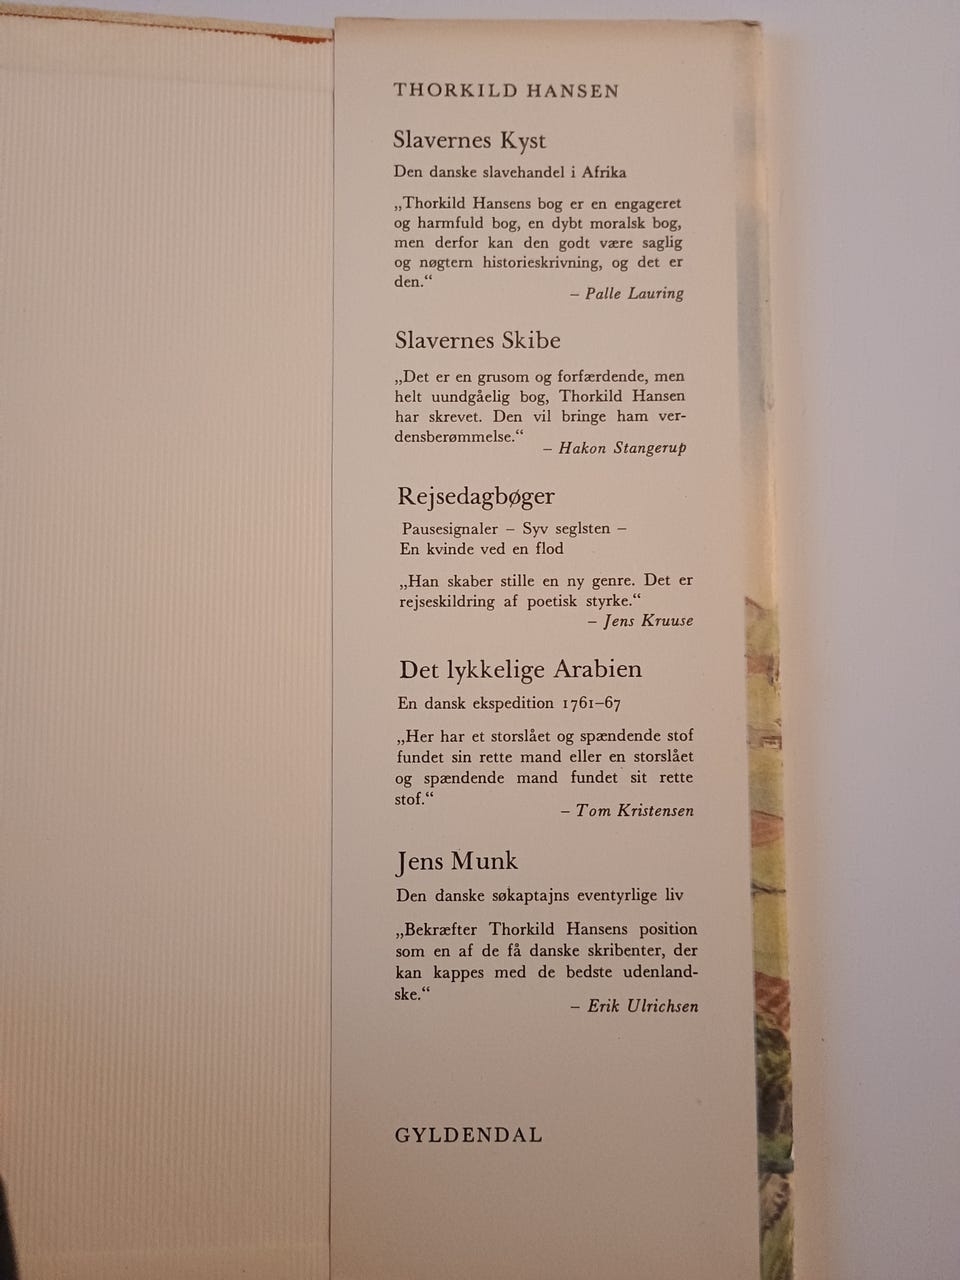 THORKILD HANSEN
Slavernes Kyst
Den danske slavehandel i Afrika
„Thorkild Hansens bog er en engageret
og harmfuld bog, en dybt moralsk bog,
men derfor kan den godt være saglig
og nøgtern historieskrivning, og det er
den.“
– Palle Lauring
Slavernes Skibe
„Det er en grusom og forfærdende, men
helt uundgåelig bog, Thorkild Hansen
har skrevet. Den vil bringe ham ver-
densberømmelse.“
– Hakon Stangerup
Rejsedagbøger
Pausesignaler – Syv seglsten –
En kvinde ved en flod
„Han skaber stille en ny genre. Det er
rejseskildring af poetisk styrke.“
– Jens Kruuse
Det lykkelige Arabien
En dansk ekspedition 1761–67
„Her har et storslået og spændende stof
fundet sin rette mand eller en storslået
og spændende mand fundet sit rette
stof.“
– Tom Kristensen
Jens Munk
Den danske søkaptajns eventyrlige liv
„Bekræfter Thorkild Hansens position
som en af de få danske skribenter, der
kan kappes med de bedste udenland-
ske.“
– Erik Ulrichsen
GYLDENDAL